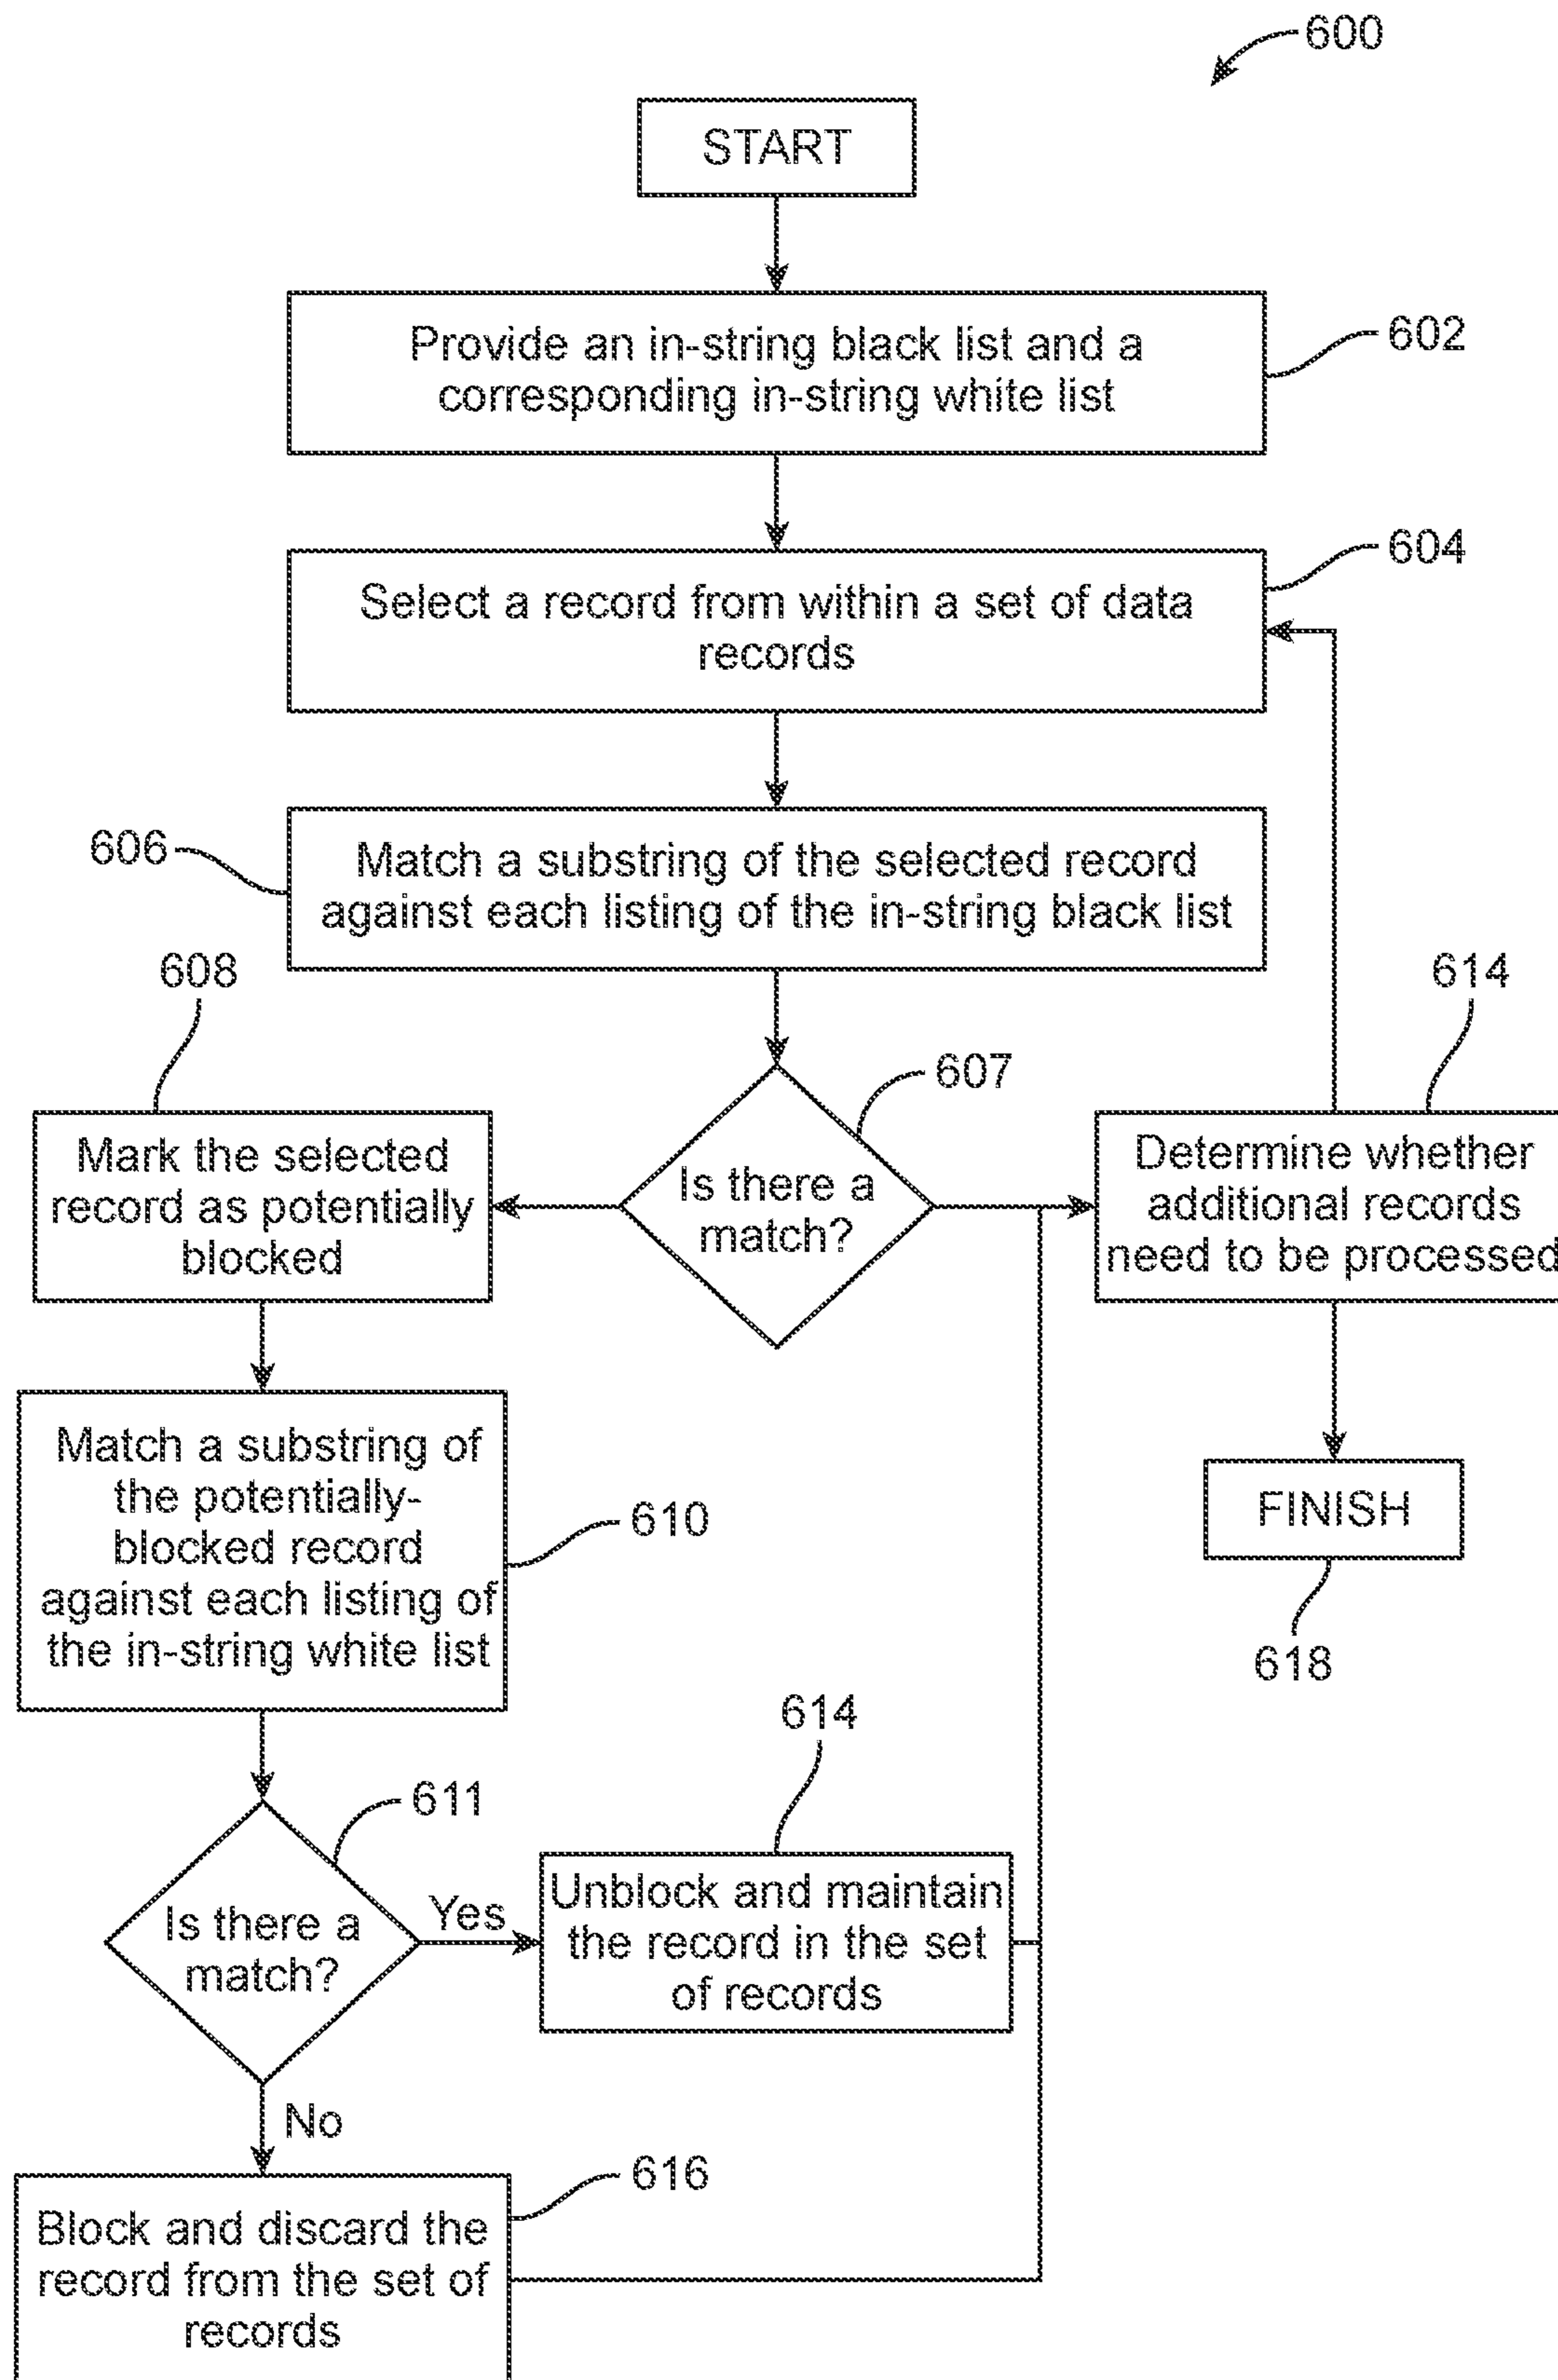 600
START
Provide an in-string black list and a
corresponding in-string white list
602
Select a record from within a set of data
records
604
606
Match a substring of the selected record
against each listing of the in-string black list
608
Mark the selected
record as potentially
blocked
607
Is there a
match?
614
Determine whether
additional records
need to be processed
Match a substring of
the potentially-
blocked record
against each listing of
the in-string white list
610
FINISH
618
611
Is there a
match?
Yes
614
Unblock and maintain
the record in the set
of records
No
616
Block and discard the
record from the set of
records